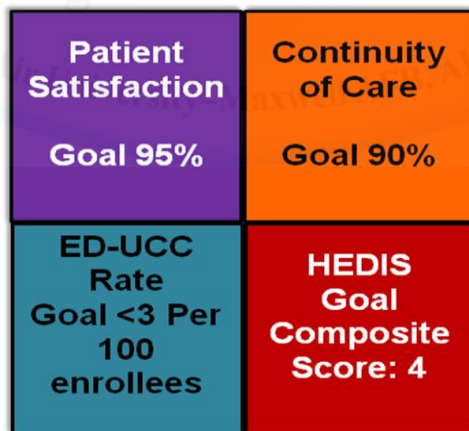 Patient
Satisfaction
Goal 95%
Continuity
of Care
Goal 90%
ED-UCC
Rate
Goal <3 Per
100
enrollees
HEDIS
Goal
Composite
Score: 4